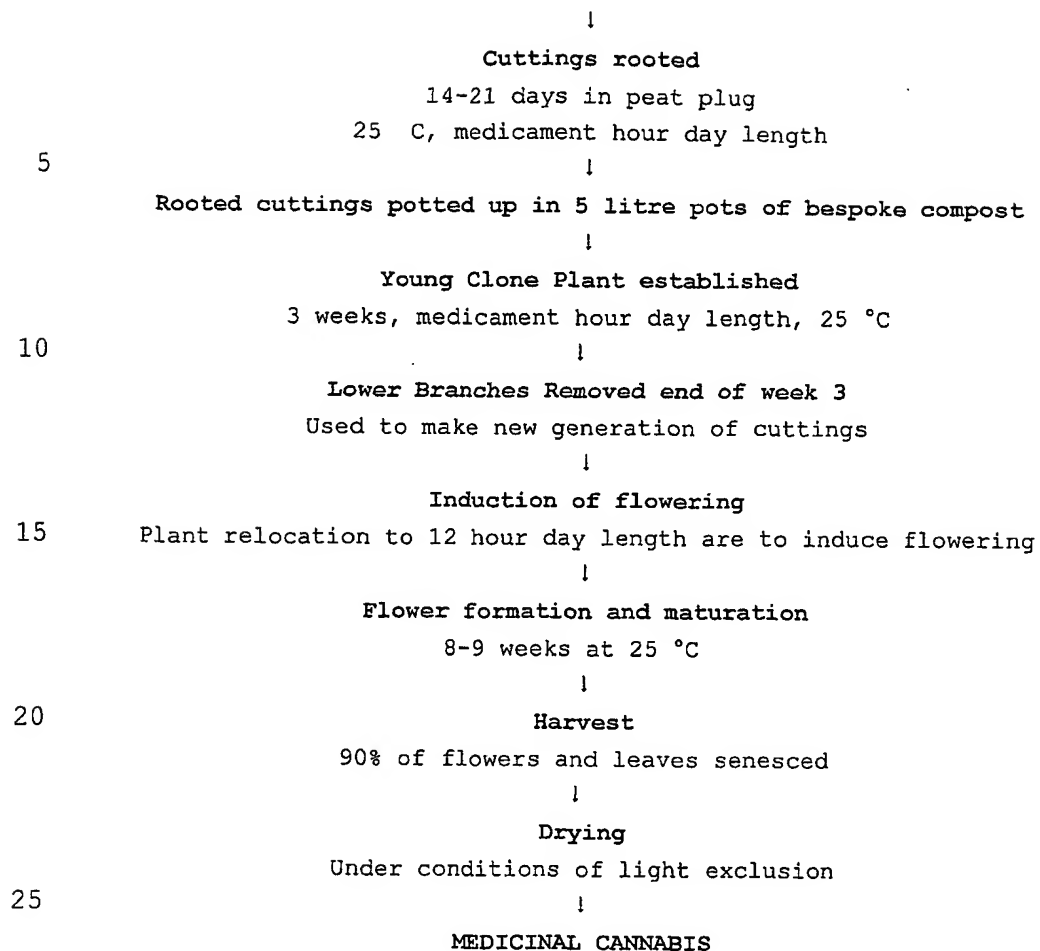 ↓
Cuttings rooted
14-21 days in peat plug
25 C, medicament hour day length
5
↓
Rooted cuttings potted up in 5 litre pots of bespoke compost
↓
Young Clone Plant established
3 weeks, medicament hour day length, 25 °C
10
↓
Lower Branches Removed end of week 3
Used to make new generation of cuttings
↓
Induction of flowering
15 Plant relocation to 12 hour day length are to induce flowering
↓
Flower formation and maturation
8-9 weeks at 25 °C
↓
20 Harvest
90% of flowers and leaves senesced
↓
Drying
Under conditions of light exclusion
25
↓
MEDICINAL CANNABIS